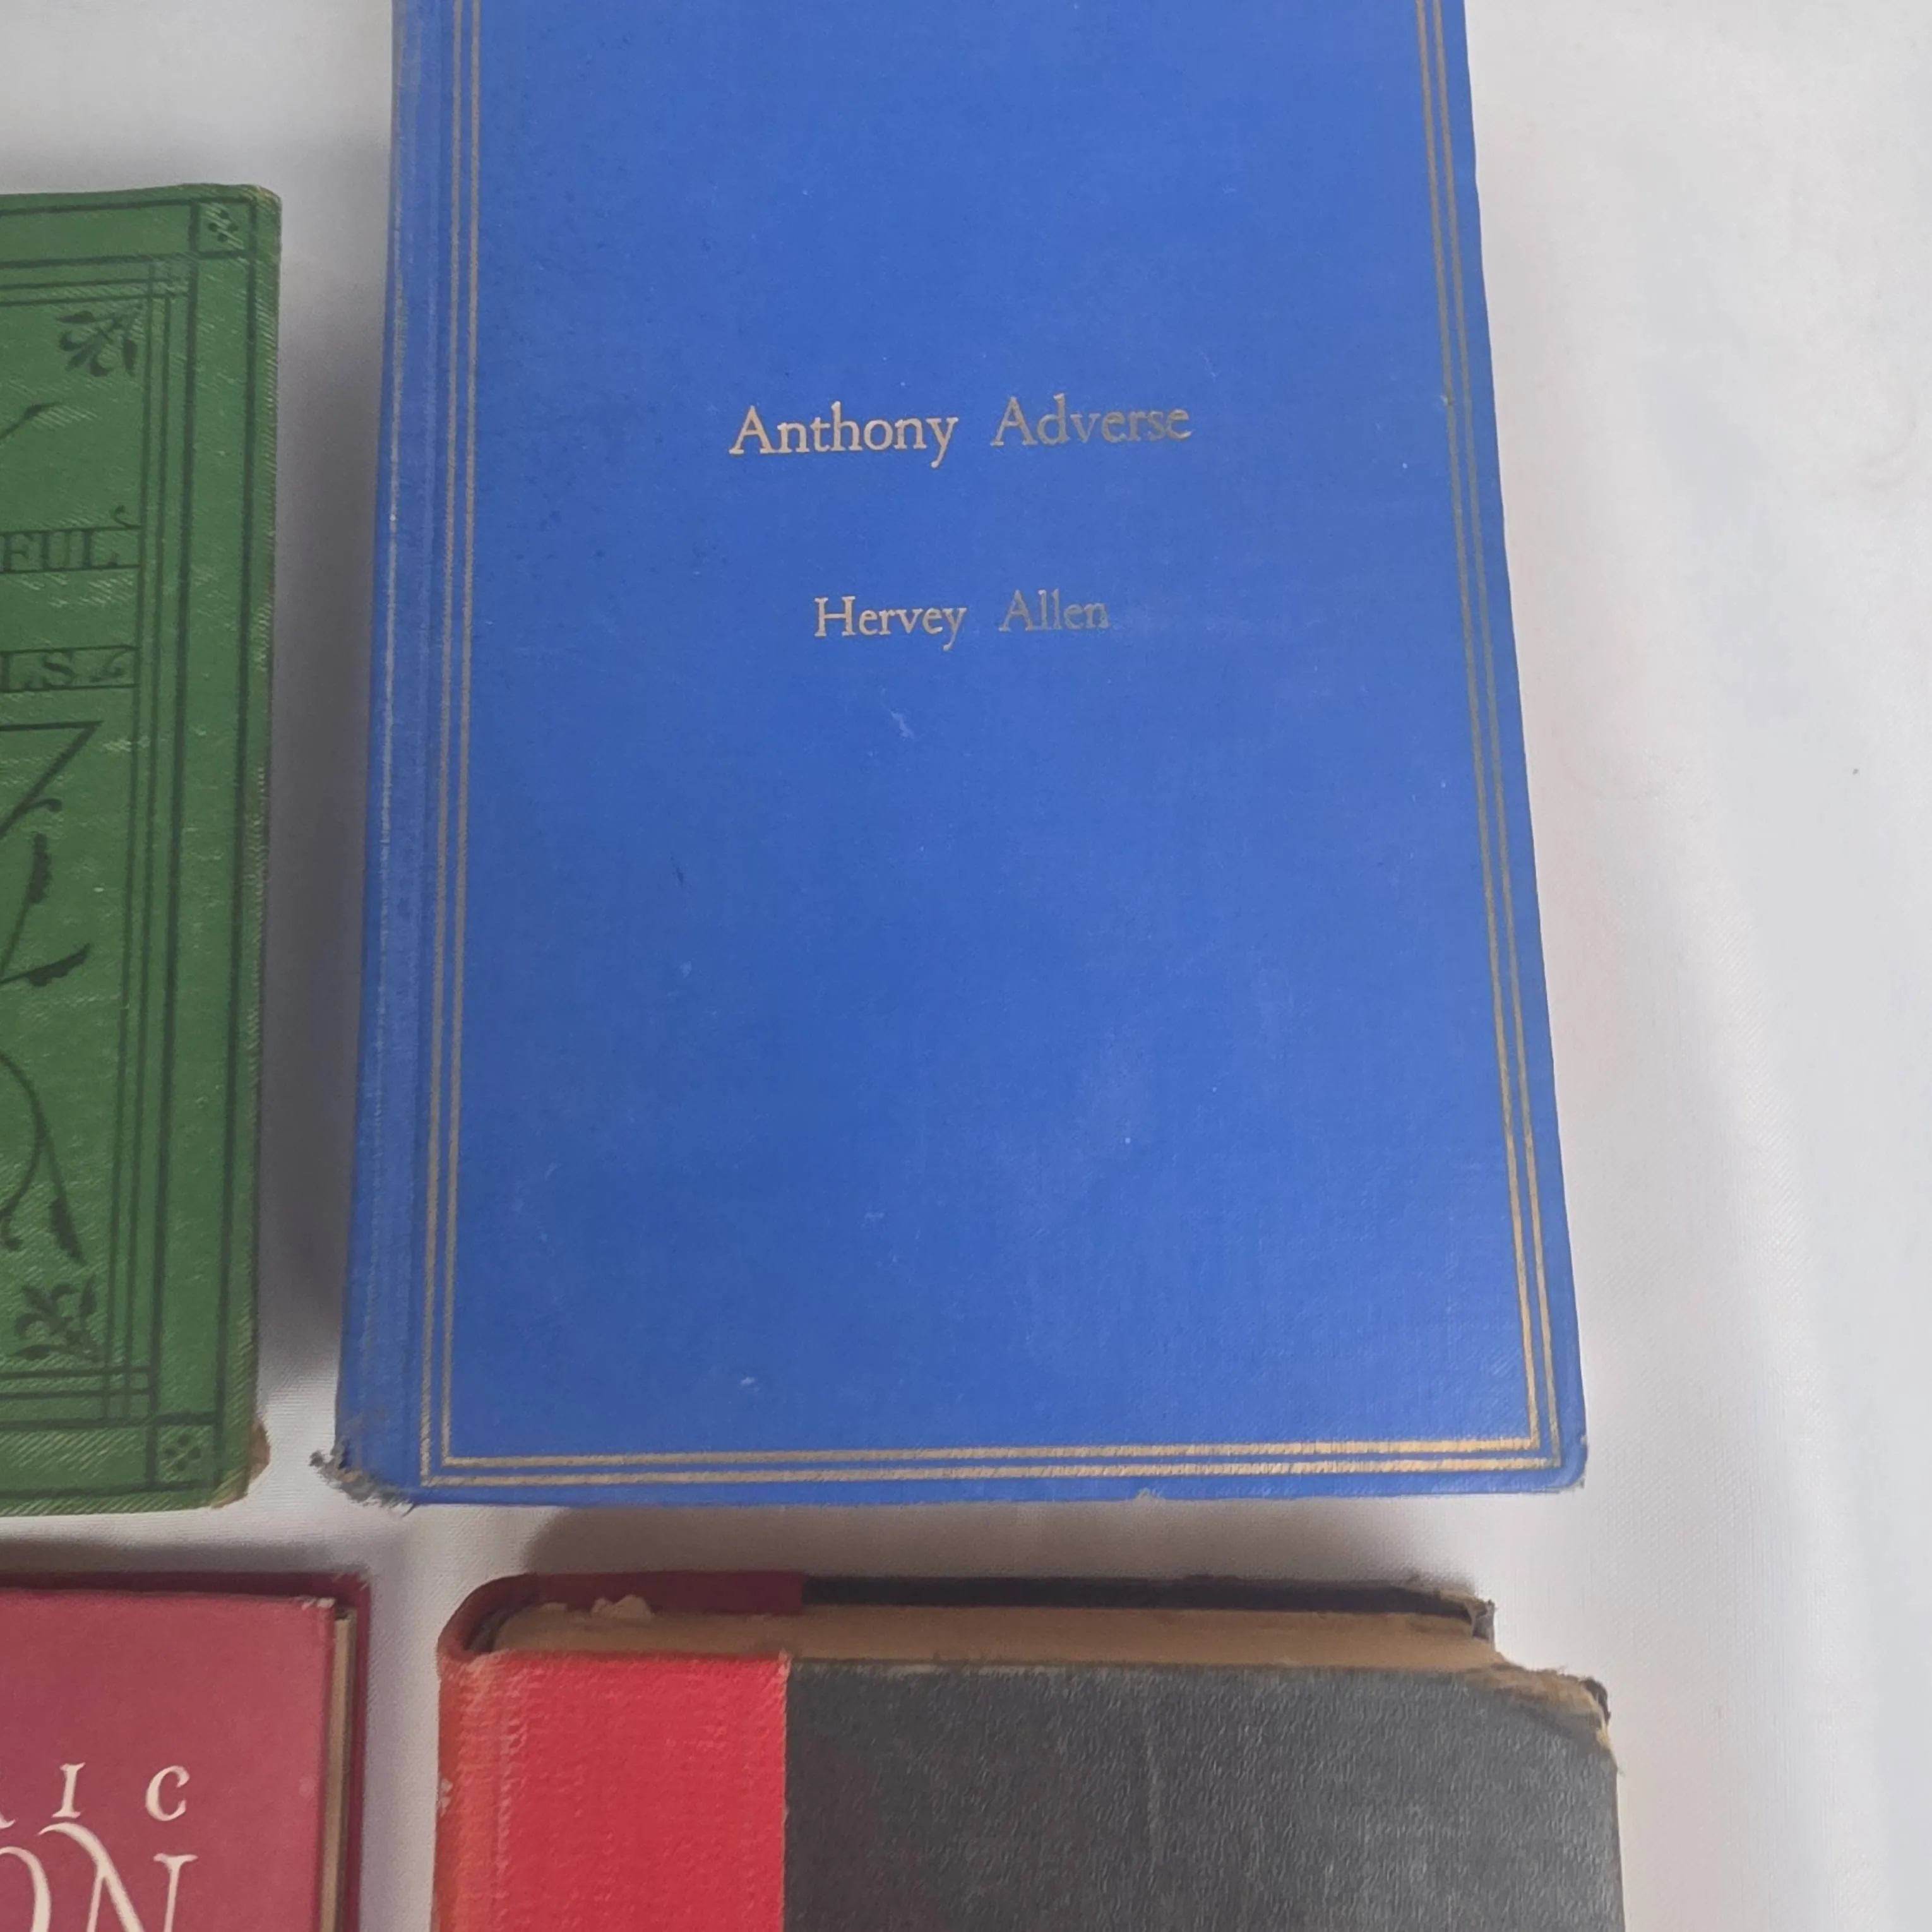 FUL
LS
Anthony Adverse
Hervey Allen
IC
ON